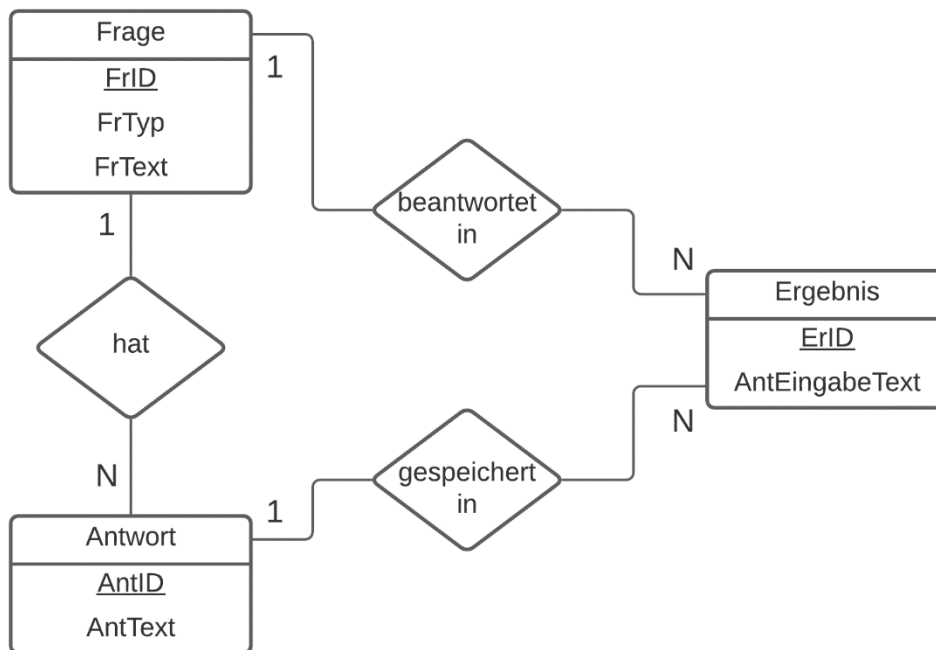 Frage
FrID
FrTyp
FrText
1
1
beantwortet
in
N
Ergebnis
ErID
AntEingabeText
hat
N
gespeichert
in
N
1
Antwort
AntID
AntText